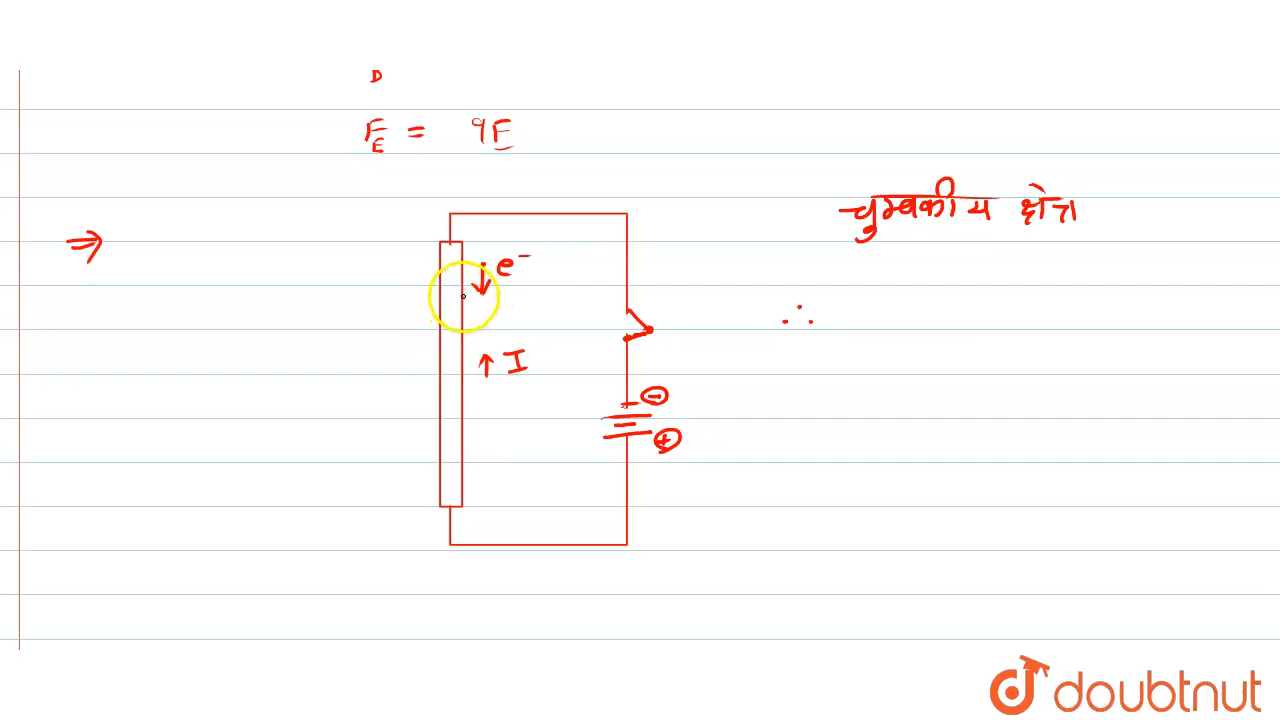 D
F_E = qE
चुम्बकीय क्षेत्र
e⁻
↑ I
∴
⊖
⊕
doubtnut